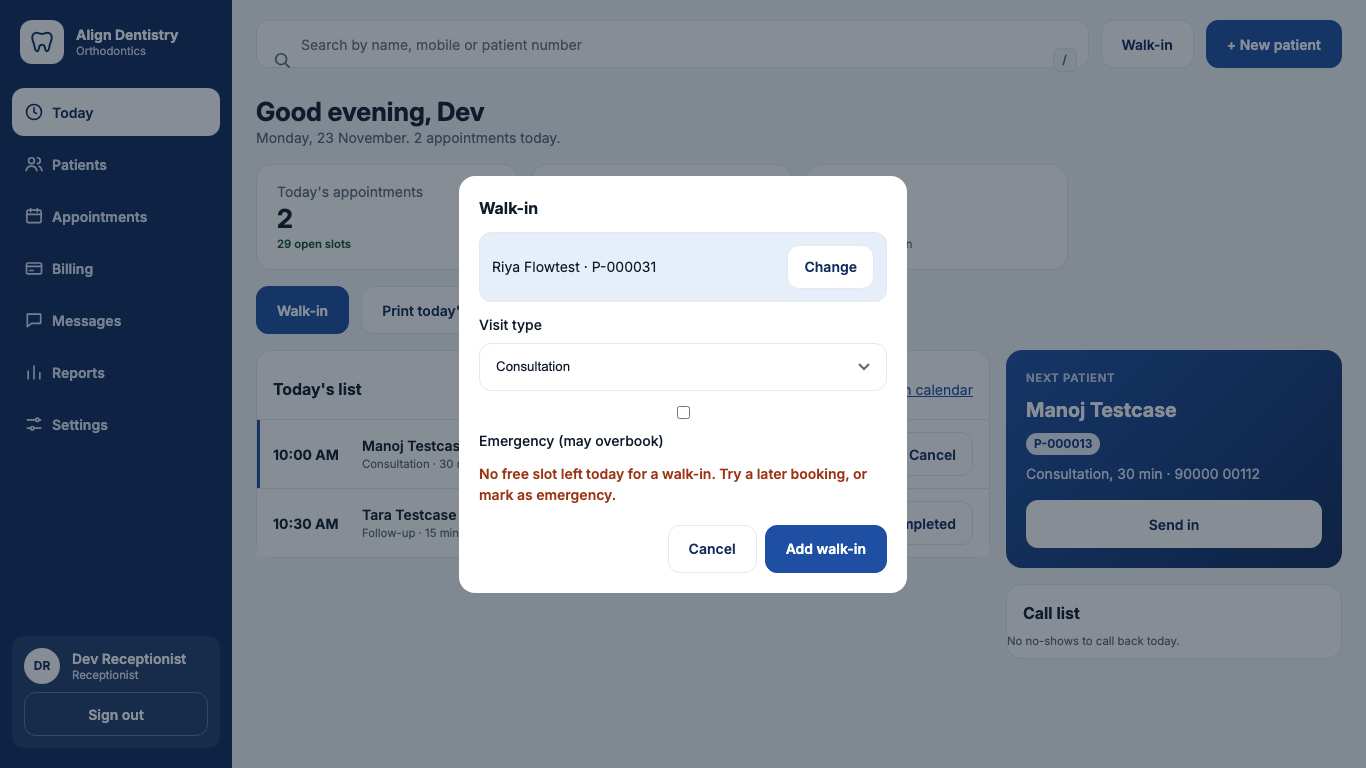 Align Dentistry
Orthodontics
Today
Patients
Appointments
Billing
Messages
Reports
Settings
DR
Dev Receptionist
Receptionist
Sign out
Search by name, mobile or patient number
/
Walk-in
+ New patient
Good evening, Dev
Monday, 23 November. 2 appointments today.
Today's appointments
2
29 open slots
Walk-in
Print today'
Today's list
calendar
10:00 AM
Manoj Testcas
Consultation · 30
Cancel
10:30 AM
Tara Testcase
Follow-up · 15 min
mpleted
Walk-in
Riya Flowtest · P-000031
Change
Visit type
Consultation
Emergency (may overbook)
No free slot left today for a walk-in. Try a later booking, or
mark as emergency.
Cancel
Add walk-in
NEXT PATIENT
Manoj Testcase
P-000013
Consultation, 30 min · 90000 00112
Send in
Call list
No no-shows to call back today.